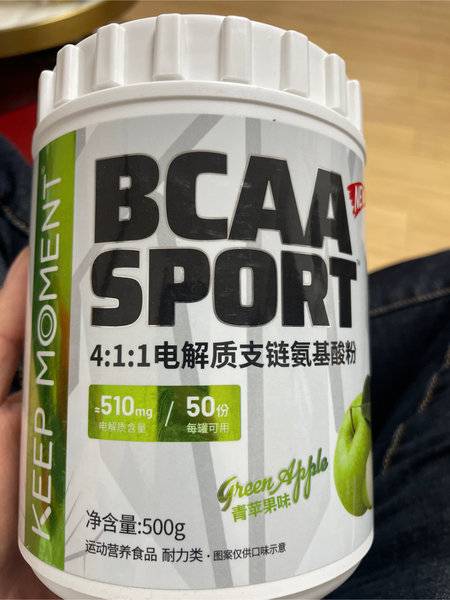 KEEP MOMENT®
BCAA
NEW
SPORT™
4:1:1电解质支链氨基酸粉
≈510mg / 50份
电解质含量 每罐可用
Green Apple
青苹果味
净含量:500g
运动营养食品 耐力类·图案仅供口味示意